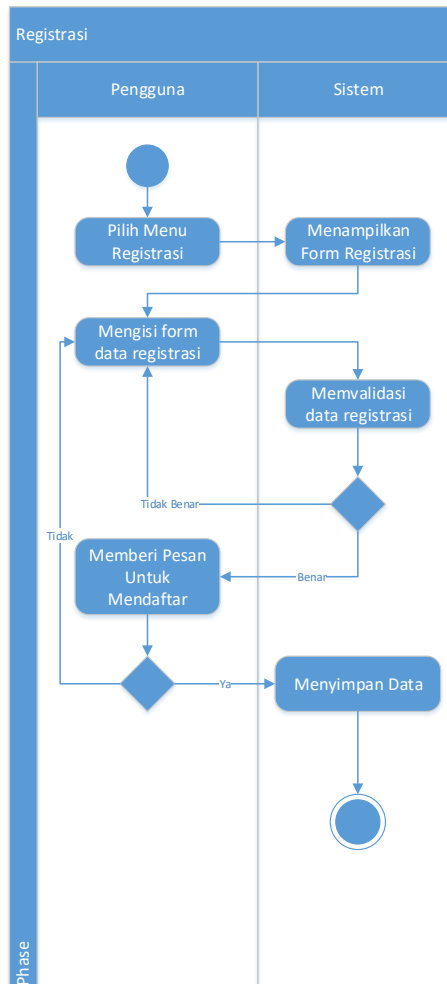 Registrasi
Pengguna
Sistem
Pilih Menu
Registrasi
Menampilkan
Form Registrasi
Mengisi form
data registrasi
Memvalidasi
data registrasi
Tidak Benar
Tidak
Memberi Pesan
Untuk
Mendaftar
Benar
Ya
Menyimpan Data
Phase